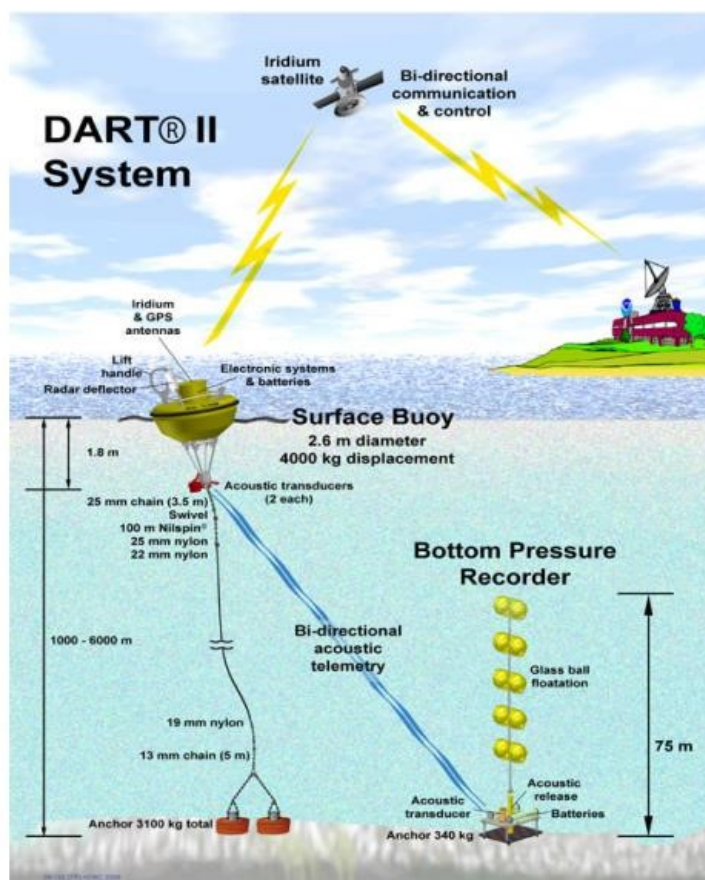 Iridium
satellite
Bi-directional
communication
& control
DART® II
System
Iridium
& GPS
antennas
Lift
handle
Radar deflector
Electronic systems
& batteries
Surface Buoy
2.6 m diameter
4000 kg displacement
1.8 m
Acoustic transducers
(2 each)
25 mm chain (3.5 m)
Swivel
100 m Nilspin®
25 mm nylon
22 mm nylon
Bottom Pressure
Recorder
1000 - 6000 m
Bi-directional
acoustic
telemetry
Glass ball
floatation
75 m
19 mm nylon
13 mm chain (5 m)
Acoustic
release
Acoustic
transducer
Batteries
Anchor 3100 kg total
Anchor 340 kg